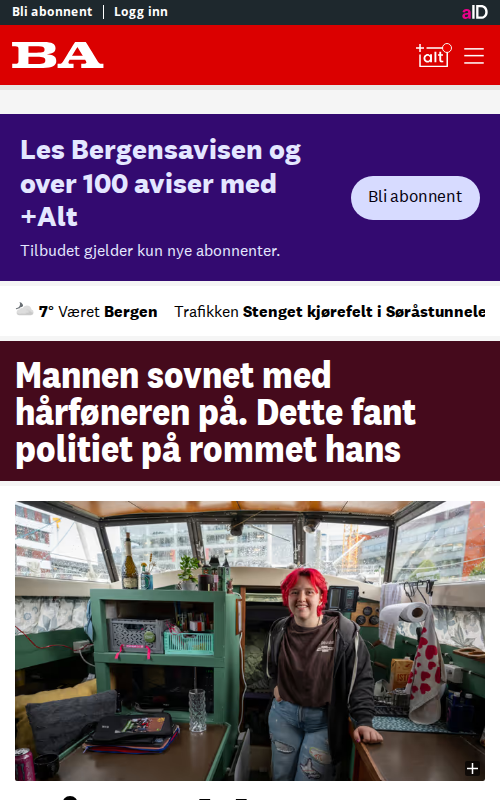 Bli abonnent | Logg inn
aID
BA
+alt
Les Bergensavisen og
over 100 aviser med
+Alt
Tilbudet gjelder kun nye abonnenter.
Bli abonnent
7° Været Bergen Trafikken Stenget kjørefelt i Søråstunnele
Mannen sovnet med
hårføneren på. Dette fant
politiet på rommet hans